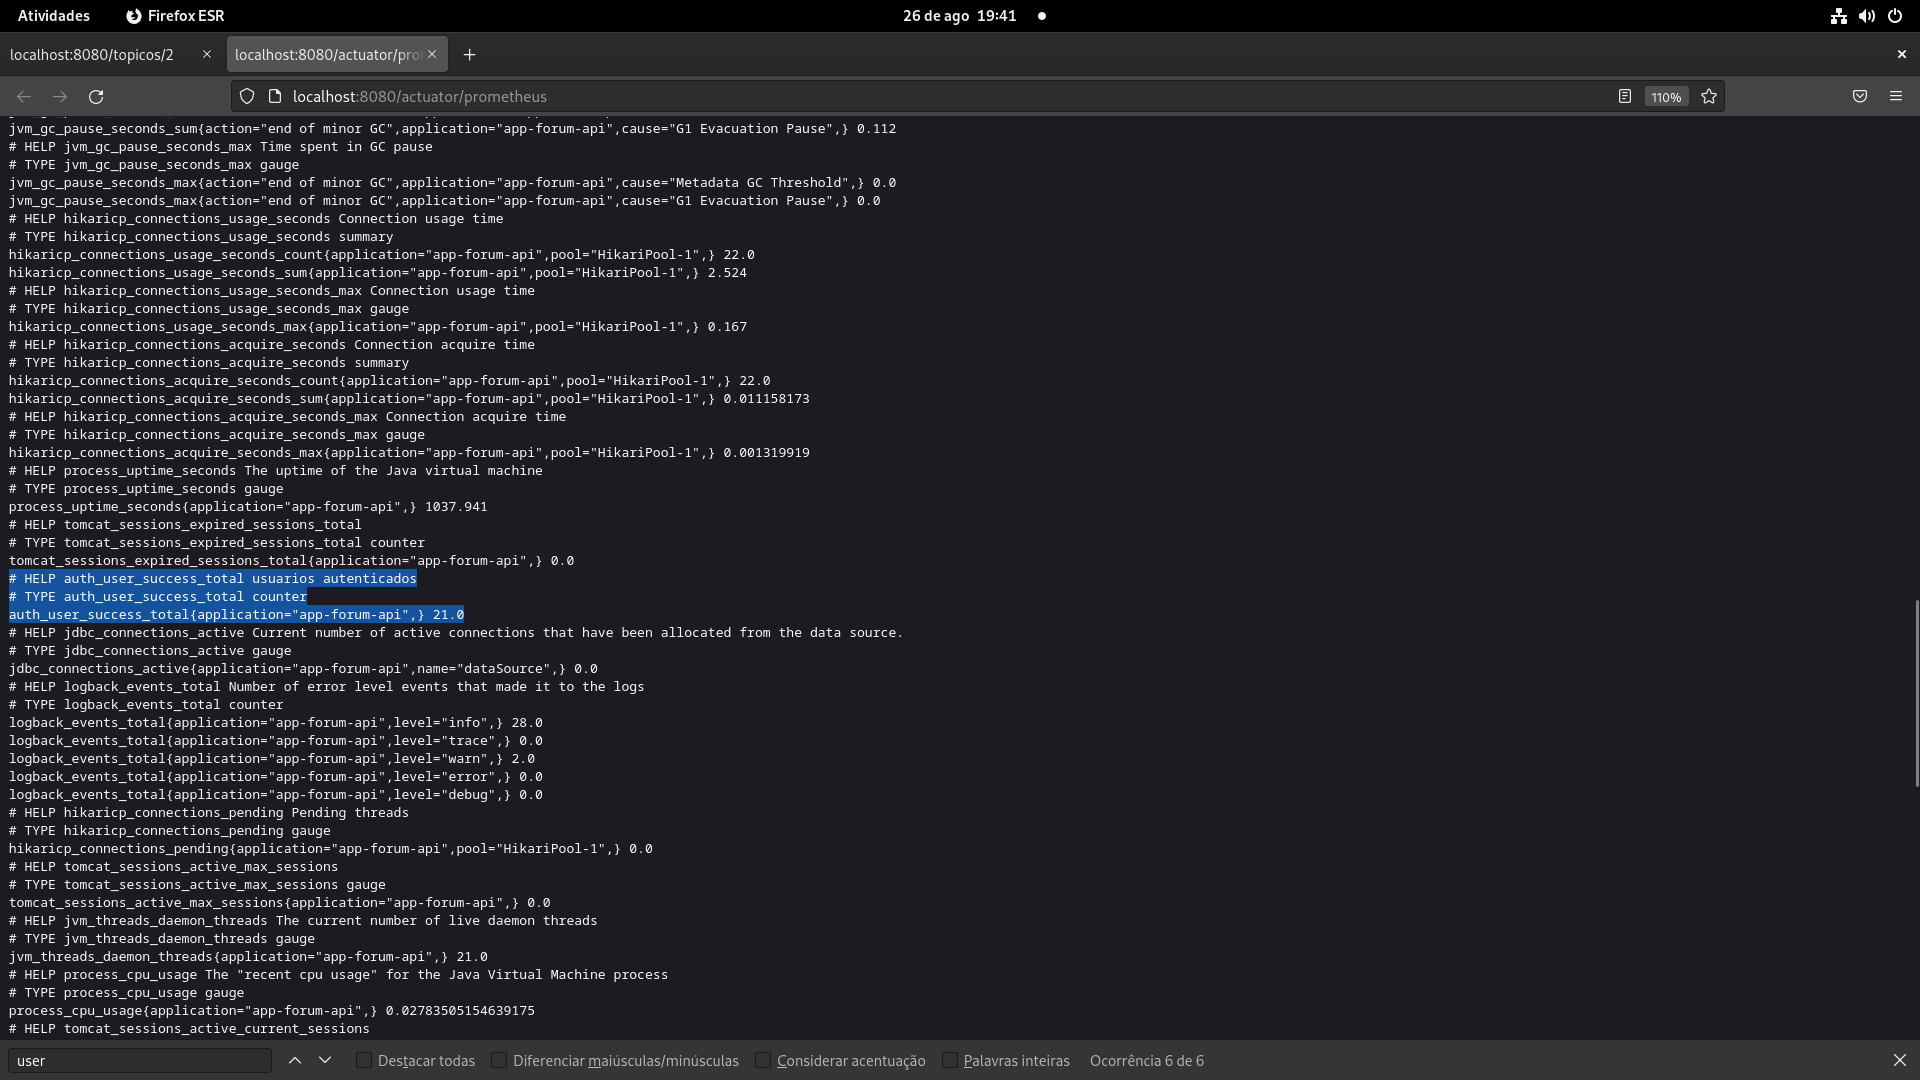 Atividades
Firefox ESR
26 de ago 19:41
localhost:8080/topicos/2
localhost:8080/actuator/pro
localhost:8080/actuator/prometheus
110%
jvm_gc_pause_seconds_sum{action="end of minor GC",application="app-forum-api",cause="G1 Evacuation Pause",} 0.112
# HELP jvm_gc_pause_seconds_max Time spent in GC pause
# TYPE jvm_gc_pause_seconds_max gauge
jvm_gc_pause_seconds_max{action="end of minor GC",application="app-forum-api",cause="Metadata GC Threshold",} 0.0
jvm_gc_pause_seconds_max{action="end of minor GC",application="app-forum-api",cause="G1 Evacuation Pause",} 0.0
# HELP hikaricp_connections_usage_seconds Connection usage time
# TYPE hikaricp_connections_usage_seconds summary
hikaricp_connections_usage_seconds_count{application="app-forum-api",pool="HikariPool-1",} 22.0
hikaricp_connections_usage_seconds_sum{application="app-forum-api",pool="HikariPool-1",} 2.524
# HELP hikaricp_connections_usage_seconds_max Connection usage time
# TYPE hikaricp_connections_usage_seconds_max gauge
hikaricp_connections_usage_seconds_max{application="app-forum-api",pool="HikariPool-1",} 0.167
# HELP hikaricp_connections_acquire_seconds Connection acquire time
# TYPE hikaricp_connections_acquire_seconds summary
hikaricp_connections_acquire_seconds_count{application="app-forum-api",pool="HikariPool-1",} 22.0
hikaricp_connections_acquire_seconds_sum{application="app-forum-api",pool="HikariPool-1",} 0.011158173
# HELP hikaricp_connections_acquire_seconds_max Connection acquire time
# TYPE hikaricp_connections_acquire_seconds_max gauge
hikaricp_connections_acquire_seconds_max{application="app-forum-api",pool="HikariPool-1",} 0.001319919
# HELP process_uptime_seconds The uptime of the Java virtual machine
# TYPE process_uptime_seconds gauge
process_uptime_seconds{application="app-forum-api",} 1037.941
# HELP tomcat_sessions_expired_sessions_total
# TYPE tomcat_sessions_expired_sessions_total counter
tomcat_sessions_expired_sessions_total{application="app-forum-api",} 0.0
# HELP auth_user_success_total usuarios autenticados
# TYPE auth_user_success_total counter
auth_user_success_total{application="app-forum-api",} 21.0
# HELP jdbc_connections_active Current number of active connections that have been allocated from the data source.
# TYPE jdbc_connections_active gauge
jdbc_connections_active{application="app-forum-api",name="dataSource",} 0.0
# HELP logback_events_total Number of error level events that made it to the logs
# TYPE logback_events_total counter
logback_events_total{application="app-forum-api",level="info",} 28.0
logback_events_total{application="app-forum-api",level="trace",} 0.0
logback_events_total{application="app-forum-api",level="warn",} 2.0
logback_events_total{application="app-forum-api",level="error",} 0.0
logback_events_total{application="app-forum-api",level="debug",} 0.0
# HELP hikaricp_connections_pending Pending threads
# TYPE hikaricp_connections_pending gauge
hikaricp_connections_pending{application="app-forum-api",pool="HikariPool-1",} 0.0
# HELP tomcat_sessions_active_max_sessions
# TYPE tomcat_sessions_active_max_sessions gauge
tomcat_sessions_active_max_sessions{application="app-forum-api",} 0.0
# HELP jvm_threads_daemon_threads The current number of live daemon threads
# TYPE jvm_threads_daemon_threads gauge
jvm_threads_daemon_threads{application="app-forum-api",} 21.0
# HELP process_cpu_usage The "recent cpu usage" for the Java Virtual Machine process
# TYPE process_cpu_usage gauge
process_cpu_usage{application="app-forum-api",} 0.02783505154639175
# HELP tomcat_sessions_active_current_sessions
user
Destacar todas
Diferenciar maiúsculas/minúsculas
Considerar acentuação
Palavras inteiras
Ocorrência 6 de 6